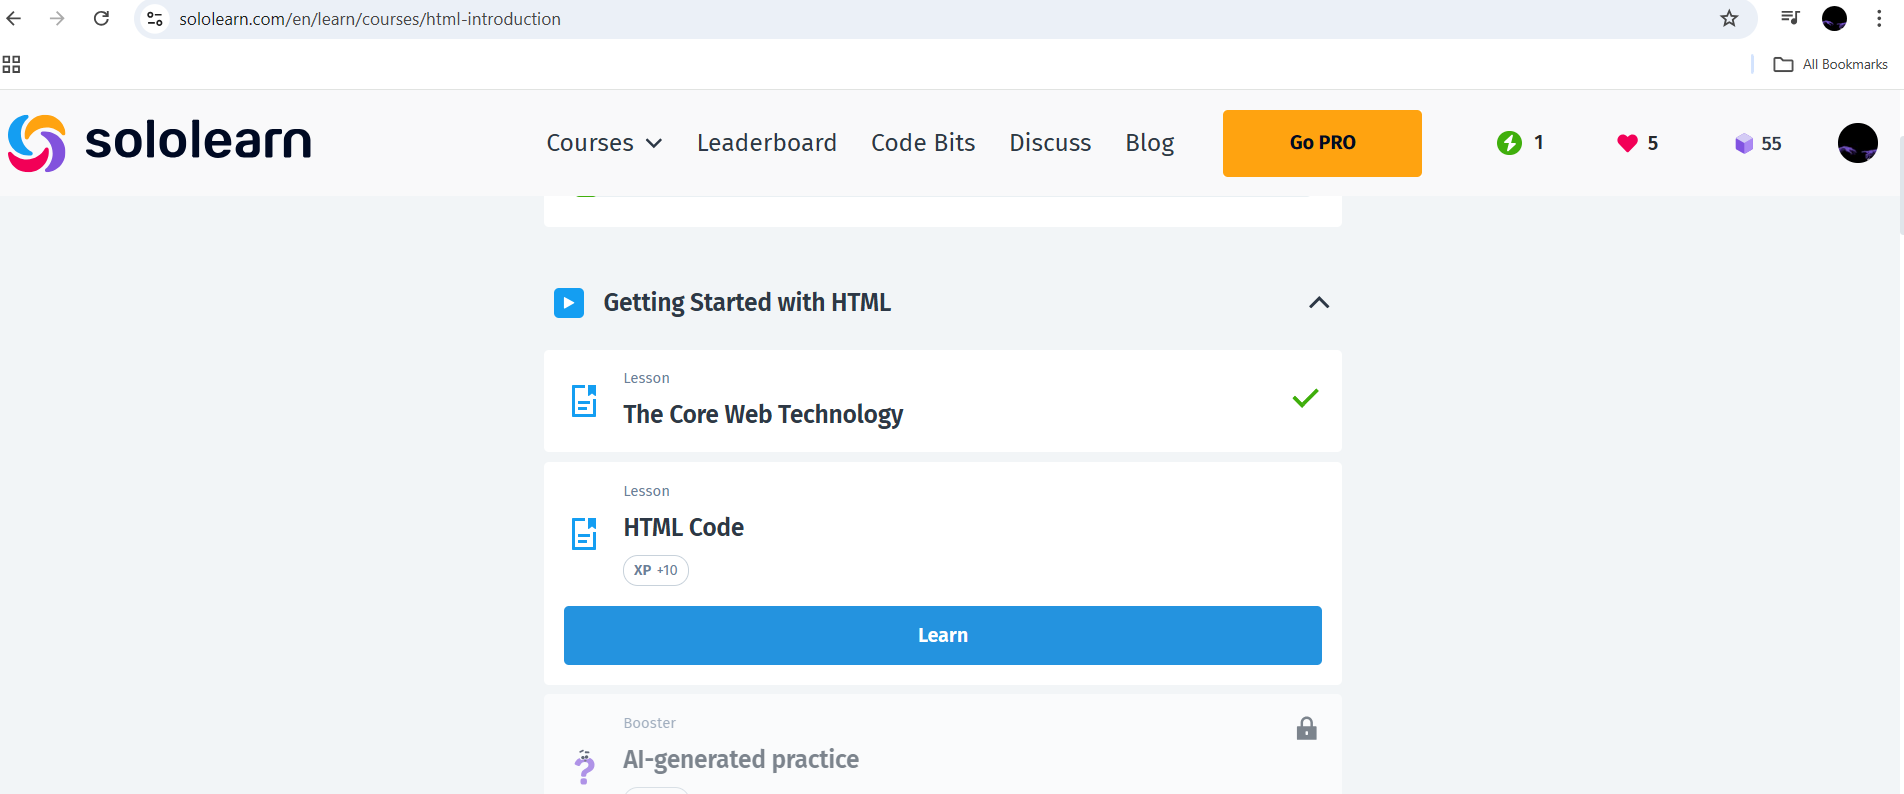 sololearn.com/en/learn/courses/html-introduction
All Bookmarks
sololearn
Courses
Leaderboard
Code Bits
Discuss
Blog
Go PRO
1
5
55
Getting Started with HTML
Lesson
The Core Web Technology
Lesson
HTML Code
XP +10
Learn
Booster
AI-generated practice